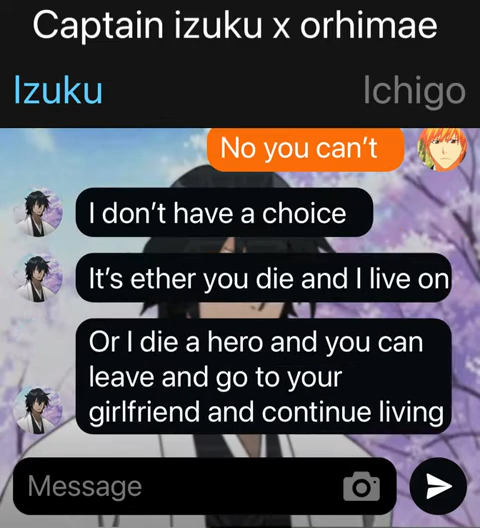 Captain izuku x orhimae
Izuku
Ichigo
No you can't
I don't have a choice
It's ether you die and I live on
Or I die a hero and you can
leave and go to your
girlfriend and continue living
Message